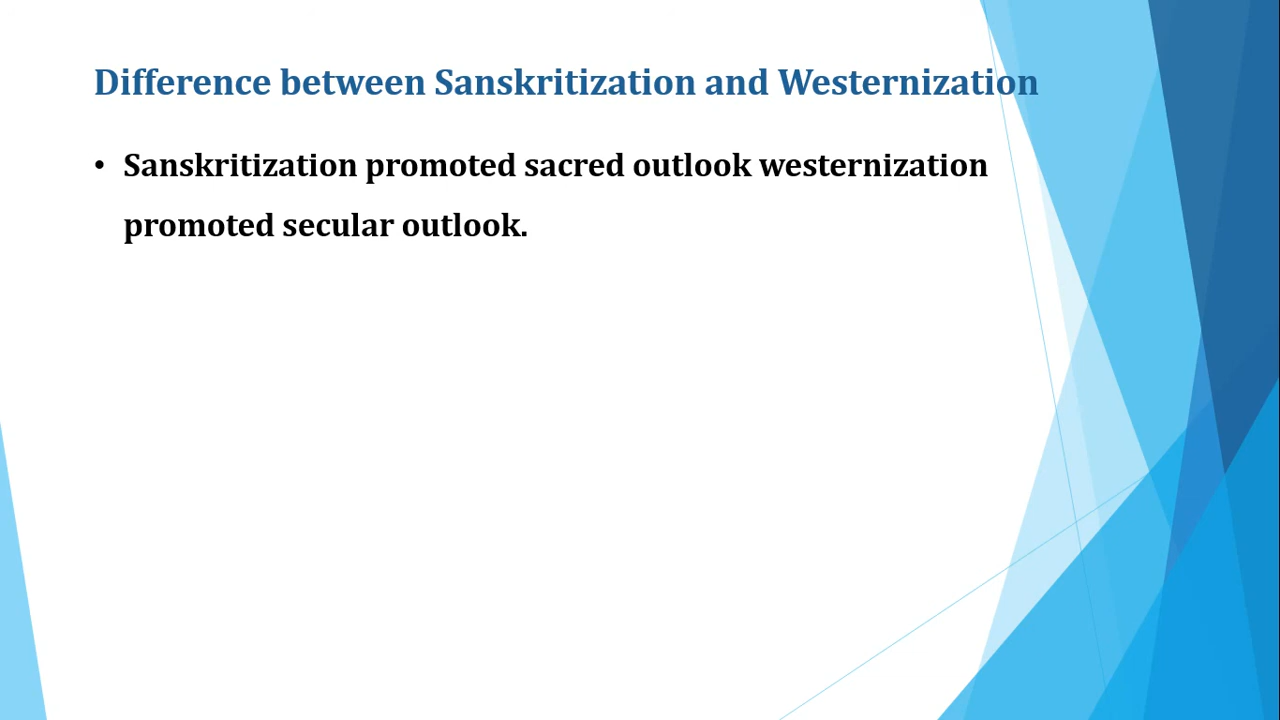 Difference between Sanskritization and Westernization
• Sanskritization promoted sacred outlook westernization
promoted secular outlook.